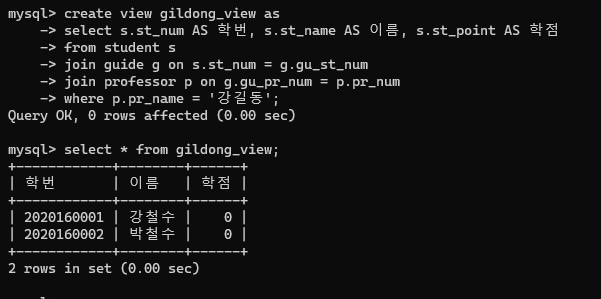 mysql> create view gildong_view as
    -> select s.st_num AS 학번, s.st_name AS 이름, s.st_point AS 학점
    -> from student s
    -> join guide g on s.st_num = g.gu_st_num
    -> join professor p on g.gu_pr_num = p.pr_num
    -> where p.pr_name = '강길동';
Query OK, 0 rows affected (0.00 sec)

mysql> select * from gildong_view;
+------------+--------+------+
| 학번       | 이름   | 학점 |
+------------+--------+------+
| 2020160001 | 강철수 |    0 |
| 2020160002 | 박철수 |    0 |
+------------+--------+------+
2 rows in set (0.00 sec)